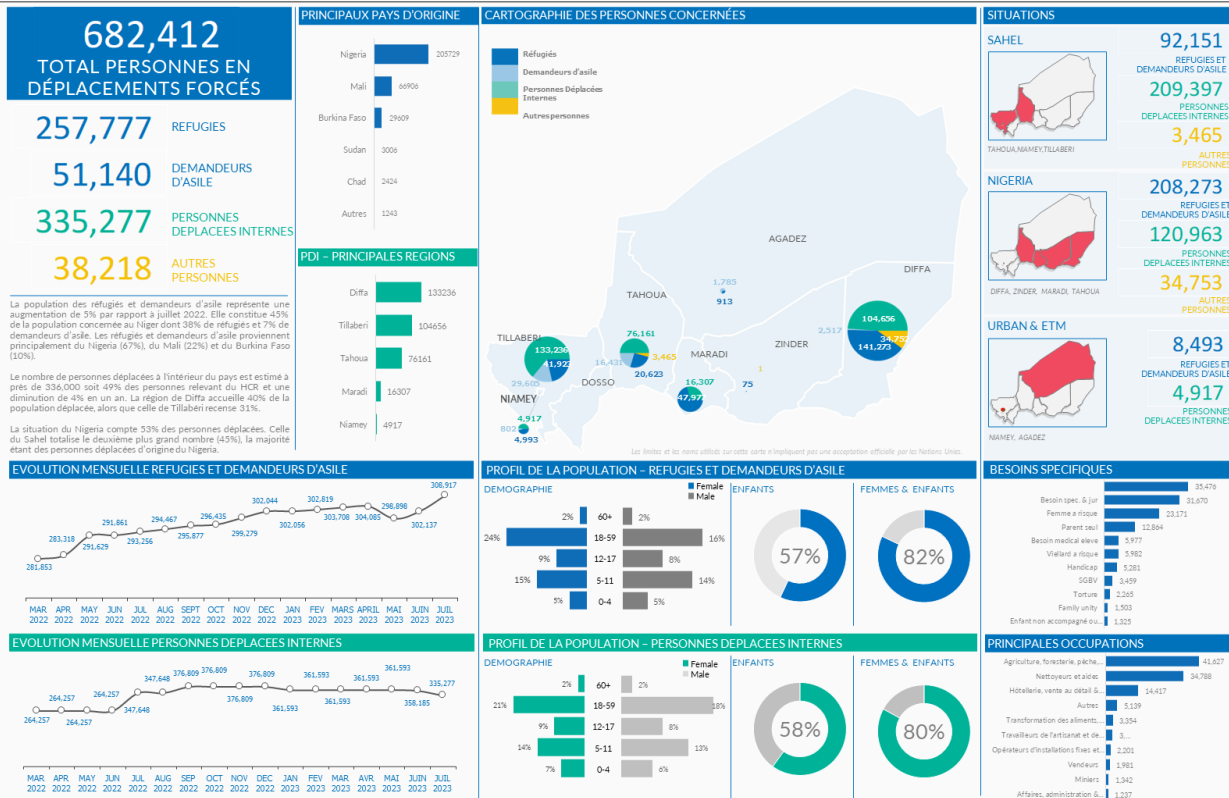 682,412
TOTAL PERSONNES EN
DÉPLACEMENTS FORCÉS
257,777 REFUGIES
51,140 DEMANDEURS
D'ASILE
335,277 PERSONNES
DEPLACEES INTERNES
38,218 AUTRES
PERSONNES
La population des réfugiés et demandeurs d'asile représente une
augmentation de 5% par rapport à juillet 2022. Elle constitue 45%
de la population concernée au Niger dont 38% de réfugiés et 7% de
demandeurs d'asile. Les réfugiés et demandeurs d'asile proviennent
principalement du Nigeria (67%), du Mali (22%) et du Burkina Faso
(10%).
Le nombre de personnes déplacées à l'intérieur du pays est estimé à
près de 336,000 soit 49% des personnes relevant du HCR et une
diminution de 4% en un an. La région de Diffa accueille 40% de la
population déplacée, alors que celle de Tillabéri recense 31%.
La situation du Nigeria compte 53% des personnes déplacées. Celle
du Sahel totalise le deuxième plus grand nombre (45%), la majorité
étant des personnes déplacées d'origine du Nigeria.
PRINCIPAUX PAYS D'ORIGINE
Nigeria 205729
Mali 66906
Burkina Faso 29609
Sudan 3006
Chad 2424
Autres 1243
PDI – PRINCIPALES REGIONS
Diffa 133236
Tillaberi 104656
Tahoua 76161
Maradi 16307
Niamey 4917
CARTOGRAPHIE DES PERSONNES CONCERNÉES
Réfugiés
Demandeurs d'asile
Personnes Déplacées
Internes
Autres personnes
AGADEZ
1,785
913
DIFFA
104,656
2,517
34,753
141,273
TAHOUA
76,161
16,431
3,465
20,623
TILLABERI
133,236
41,923
29,605
MARADI
16,307
47,97
ZINDER
1
75
DOSSO
NIAMEY
4,917
802
4,993
Les limites et les noms utilisés sur cette carte n'impliquent pas une acceptation officielle par les Nations Unies.
SITUATIONS
SAHEL
92,151
REFUGIES ET
DEMANDEURS D'ASILE
209,397
PERSONNES
DEPLACEES INTERNES
3,465
AUTRES
PERSONNES
TAHOUA,NIAMEY,TILLABERI
NIGERIA
208,273
REFUGIES ET
DEMANDEURS D'ASILE
120,963
PERSONNES
DEPLACEES INTERNES
34,753
AUTRES
PERSONNES
DIFFA, ZINDER, MARADI, TAHOUA
URBAN & ETM
8,493
REFUGIES ET
DEMANDEURS D'ASILE
4,917
PERSONNES
DEPLACEES INTERNES
NIAMEY, AGADEZ
EVOLUTION MENSUELLE REFUGIES ET DEMANDEURS D'ASILE
281,853 283,318 291,629 291,861 293,256 294,467 295,877 296,435 299,279 302,044 302,056 302,819 303,708 304,085 298,898 302,137 308,917
MAR APR MAY JUN JUL AUG SEPT OCT NOV DEC JAN FEV MARS APRIL MAI JUIN JUIL
2022 2022 2022 2022 2022 2022 2022 2022 2022 2022 2023 2023 2023 2023 2023 2023 2023
EVOLUTION MENSUELLE PERSONNES DEPLACEES INTERNES
264,257 264,257 264,257 264,257 347,648 347,648 376,809 376,809 376,809 376,809 361,593 361,593 361,593 361,593 361,593 358,185 335,277
MAR APR MAY JUN JUL AUG SEP OCT NOV DEC JAN FEB MAR AVR MAI JUIN JUIL
2022 2022 2022 2022 2022 2022 2022 2022 2022 2022 2023 2023 2023 2023 2023 2023 2023
PROFIL DE LA POPULATION – REFUGIES ET DEMANDEURS D'ASILE
DEMOGRAPHIE
Female
Male
2% 60+ 2%
24% 18-59 16%
9% 12-17 8%
15% 5-11 14%
5% 0-4 5%
ENFANTS
57%
FEMMES & ENFANTS
82%
PROFIL DE LA POPULATION – PERSONNES DEPLACEES INTERNES
DEMOGRAPHIE
Female
Male
2% 60+ 2%
21% 18-59 18%
9% 12-17 8%
14% 5-11 13%
7% 0-4 6%
ENFANTS
58%
FEMMES & ENFANTS
80%
BESOINS SPECIFIQUES
35,476
Besoin spec. & jur 31,670
Femme a risque 23,171
Parent seul 12,864
Besoin medical eleve 5,977
Viellard a risque 5,982
Handicap 5,281
SGBV 3,459
Torture 2,265
Family unity 1,503
Enfant non accompagné ou... 1,325
PRINCIPALES OCCUPATIONS
Agriculture, foresterie, pêche,... 41,627
Nettoyeurs et aides 34,788
Hôtellerie, vente au détail &... 14,417
Autres 5,139
Transformation des aliments,... 3,354
Travailleurs de l'artisanat et de... 3,...
Opérateurs d'installations fixes et... 2,201
Vendeurs 1,981
Miniers 1,342
Affaires, administration &... 1,237